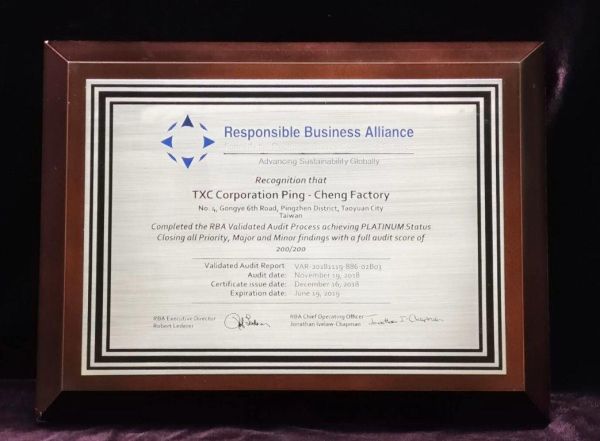 Responsible Business Alliance
Advancing Sustainability Globally
Recognition that
TXC Corporation Ping - Cheng Factory
No. 4, Gongye 6th Road, Pingzhen District, Taoyuan City
Taiwan
Completed the RBA Validated Audit Process achieving PLATINUM Status
Closing all Priority, Major and Minor findings with a full audit score of
200/200
Validated Audit Report: VAR-20181119-886-02B03
Audit date: November 19, 2018
Certificate issue date: December 16, 2018
Expiration date: June 19, 2019
RBA Executive Director
Robert Lederer
RBA Chief Operating Officer
Jonathan Ivelaw-Chapman